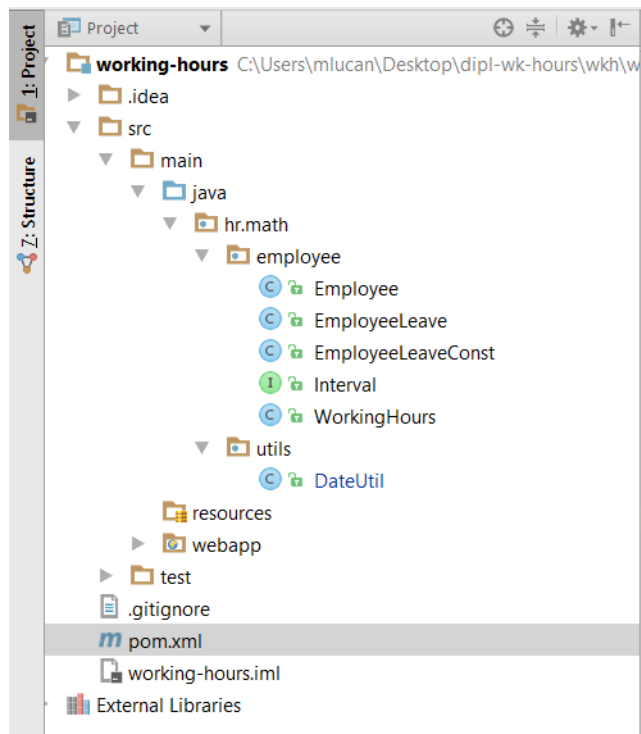 Project
1: Project
7: Structure
working-hours C:\Users\mlucan\Desktop\dipl-wk-hours\wkh\w
.idea
src
main
java
hr.math
employee
C Employee
C EmployeeLeave
C EmployeeLeaveConst
I Interval
C WorkingHours
utils
C DateUtil
resources
webapp
test
.gitignore
m pom.xml
working-hours.iml
External Libraries